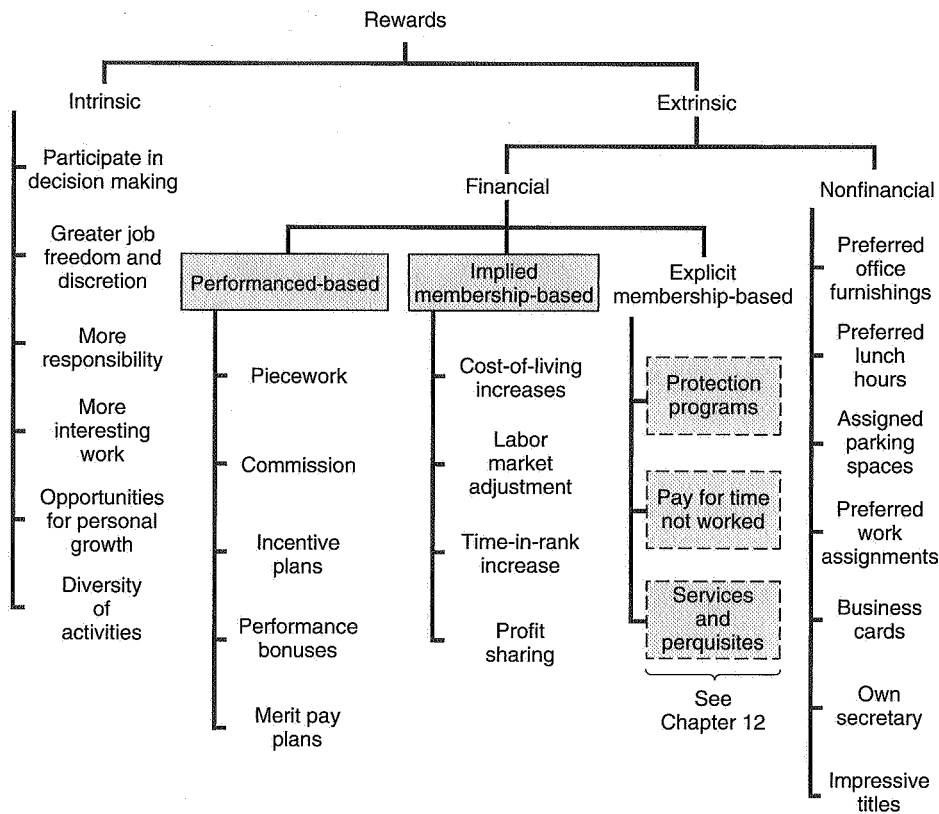 Rewards
Intrinsic
Participate in
decision making
Greater job
freedom and
discretion
More
responsibility
More
interesting
work
Opportunities
for personal
growth
Diversity
of
activities
Extrinsic
Financial
Performanced-based
Piecework
Commission
Incentive
plans
Performance
bonuses
Merit pay
plans
Implied
membership-based
Cost-of-living
increases
Labor
market
adjustment
Time-in-rank
increase
Profit
sharing
Explicit
membership-based
Protection
programs
Pay for time
not worked
Services
and
perquisites
See
Chapter 12
Nonfinancial
Preferred
office
furnishings
Preferred
lunch
hours
Assigned
parking
spaces
Preferred
work
assignments
Business
cards
Own
secretary
Impressive
titles